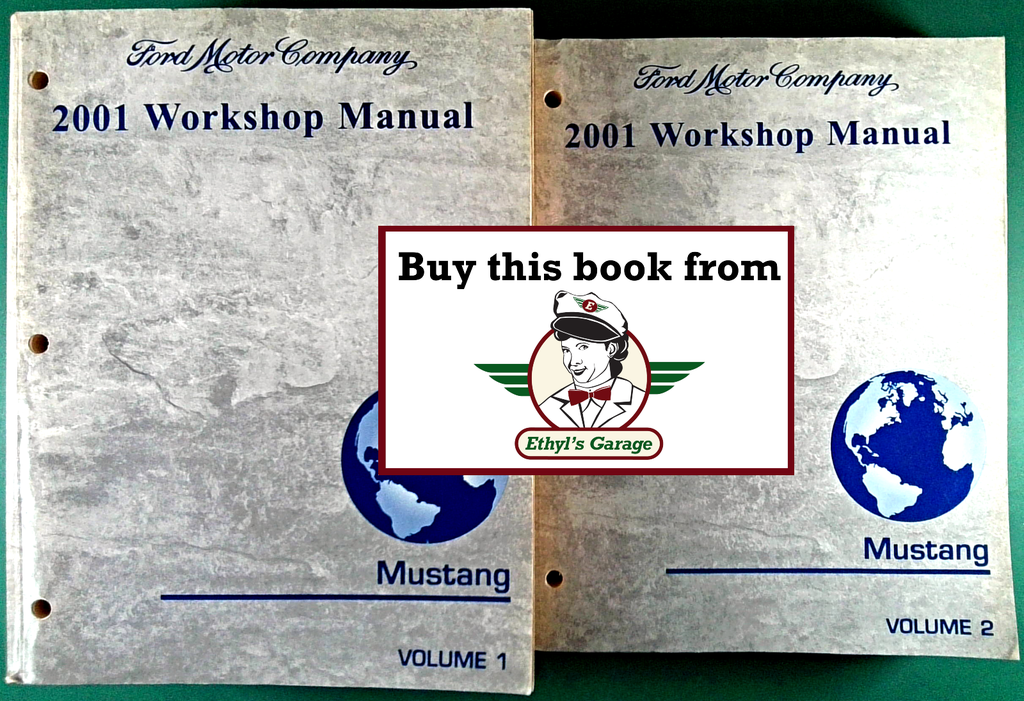 Ford Motor Company
2001 Workshop Manual
Mustang
VOLUME 1
Ford Motor Company
2001 Workshop Manual
Mustang
VOLUME 2
Buy this book from
E
Ethyl's Garage